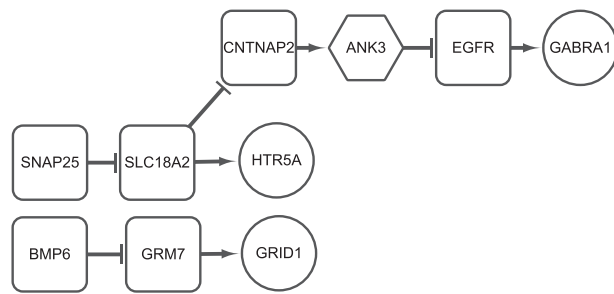 CNTNAP2 ANK3 EGFR GABRA1
SNAP25 SLC18A2 HTR5A
BMP6 GRM7 GRID1